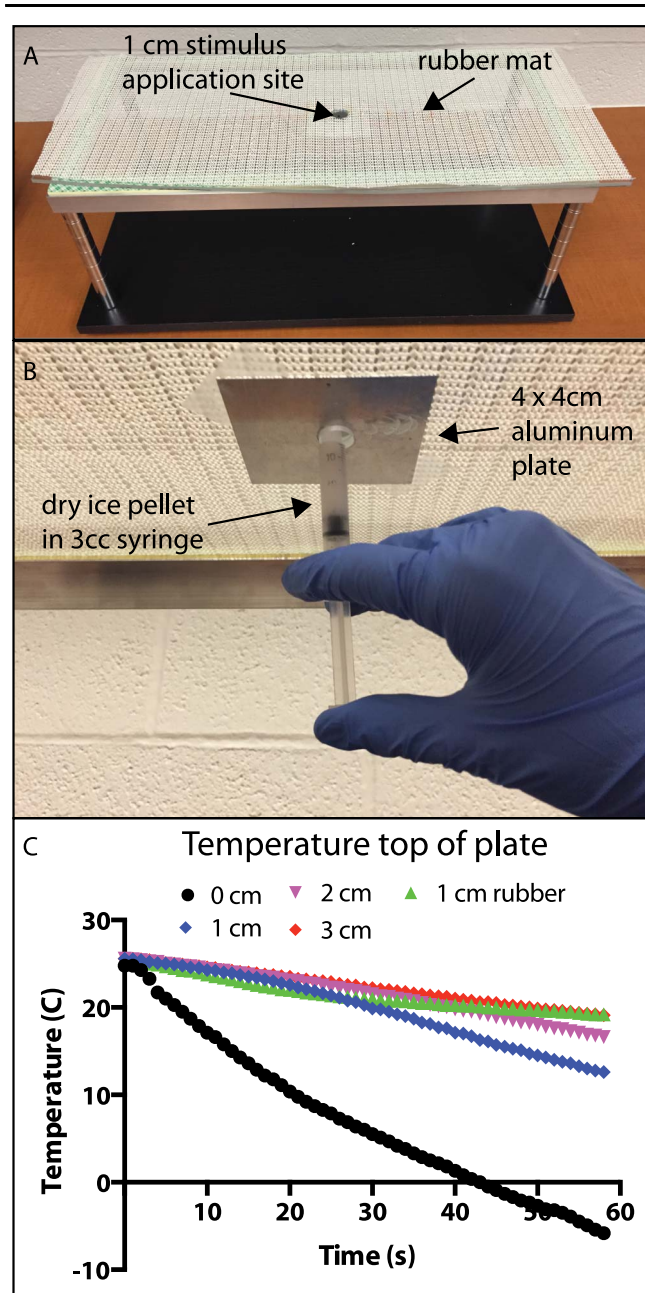 A
1 cm stimulus
application site
rubber mat
B
4 x 4cm
aluminum
plate
dry ice pellet
in 3cc syringe
10
C
Temperature top of plate
0 cm
2 cm
1 cm rubber
1 cm
3 cm
30
20
10
0
-10
Temperature (C)
10
20
30
40
50
60
Time (s)